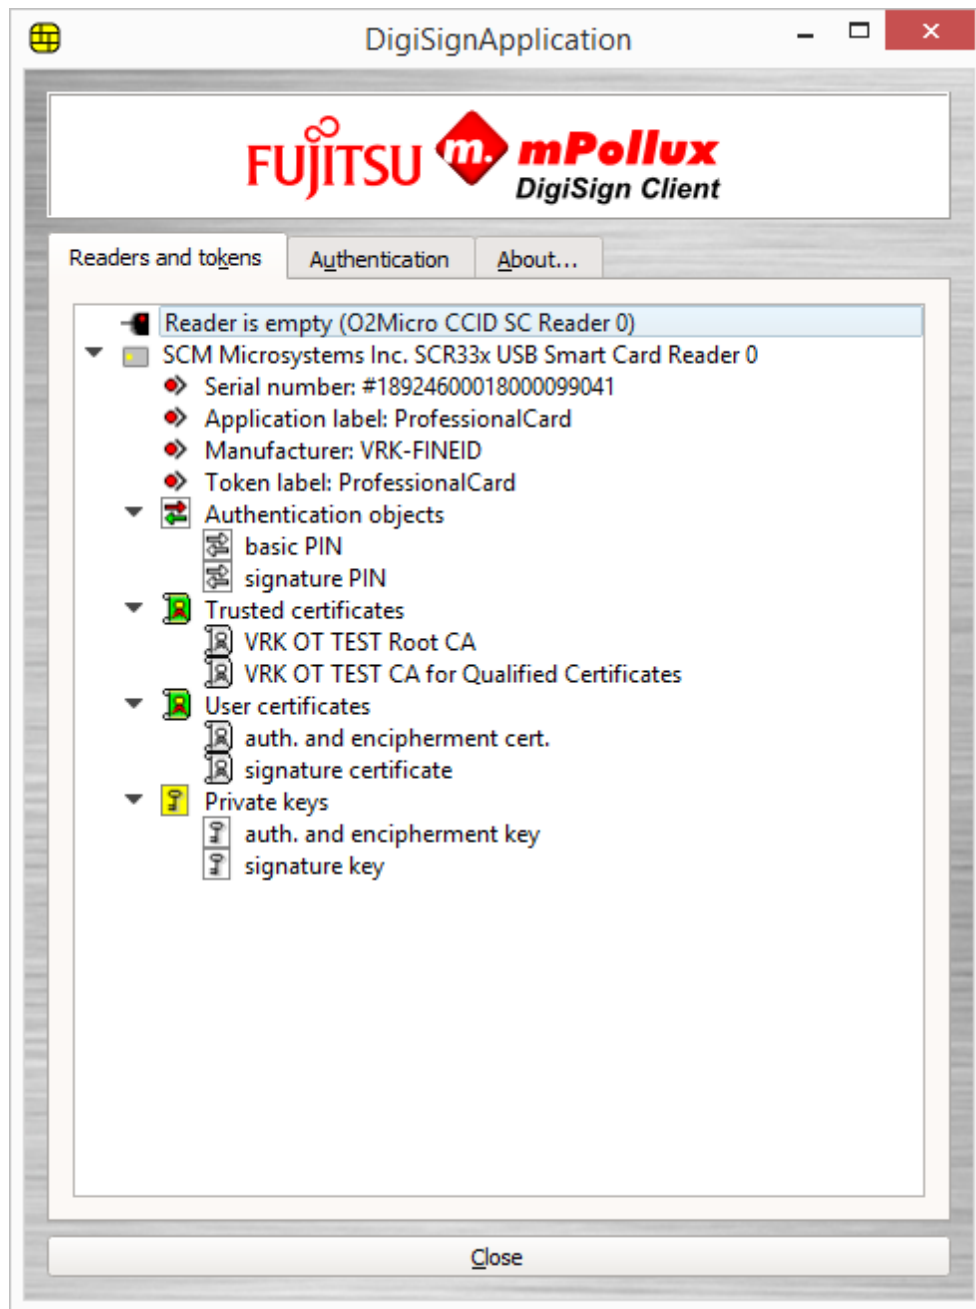 DigiSignApplication
FUJITSU m. mPollux
DigiSign Client
Readers and tokens Authentication About...
Reader is empty (O2Micro CCID SC Reader 0)
SCM Microsystems Inc. SCR33x USB Smart Card Reader 0
Serial number: #18924600018000099041
Application label: ProfessionalCard
Manufacturer: VRK-FINEID
Token label: ProfessionalCard
Authentication objects
basic PIN
signature PIN
Trusted certificates
VRK OT TEST Root CA
VRK OT TEST CA for Qualified Certificates
User certificates
auth. and encipherment cert.
signature certificate
Private keys
auth. and encipherment key
signature key
Close